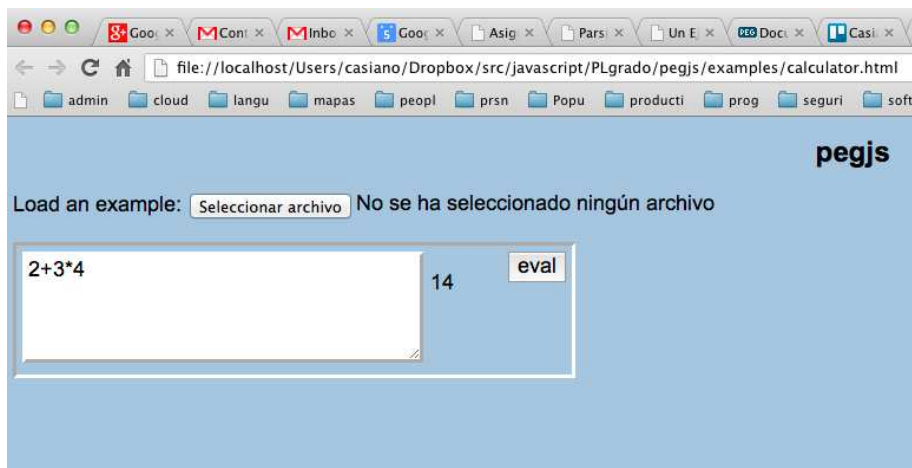 Goo Cont Inbo Goo Asig Pars Un E Docu Casi
file://localhost/Users/casiano/Dropbox/src/javascript/PLgrado/pegjs/examples/calculator.html
admin cloud langu mapas peopl prsn Popu producti prog seguri soft
pegjs
Load an example: Seleccionar archivo No se ha seleccionado ningún archivo
2+3*4 14 eval